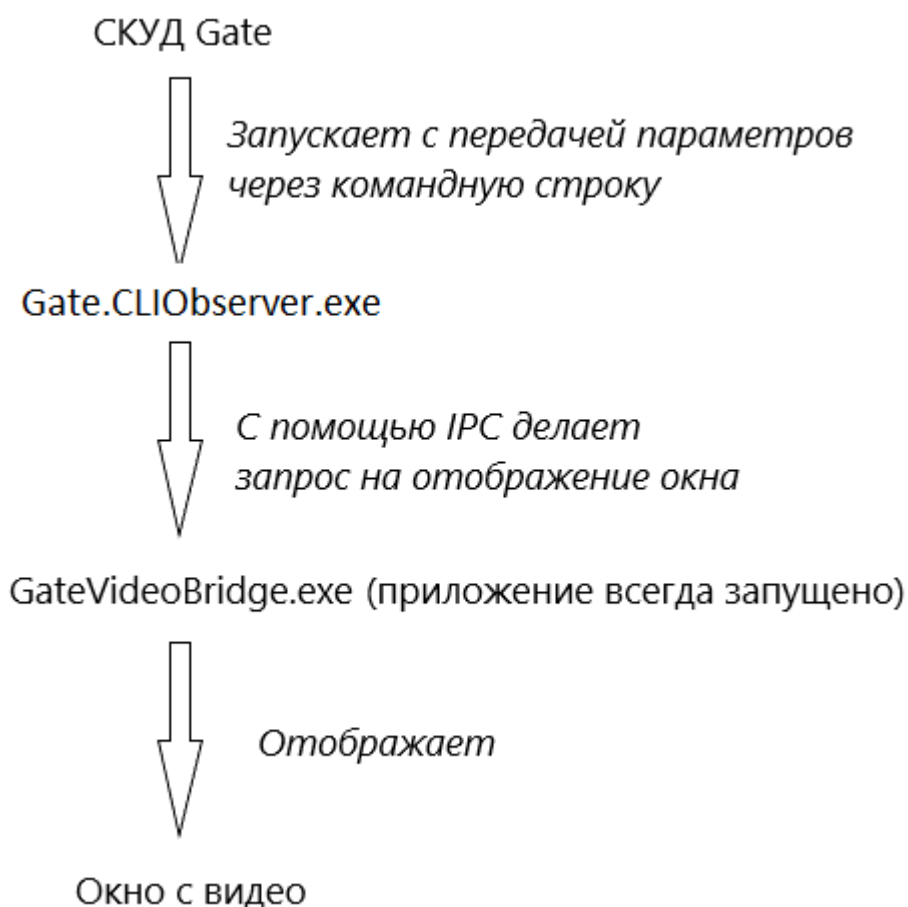 СКУД Gate
Запускает с передачей параметров
через командную строку
Gate.CLIObserver.exe
С помощью IPC делает
запрос на отображение окна
GateVideoBridge.exe (приложение всегда запущено)
Отображает
Окно с видео